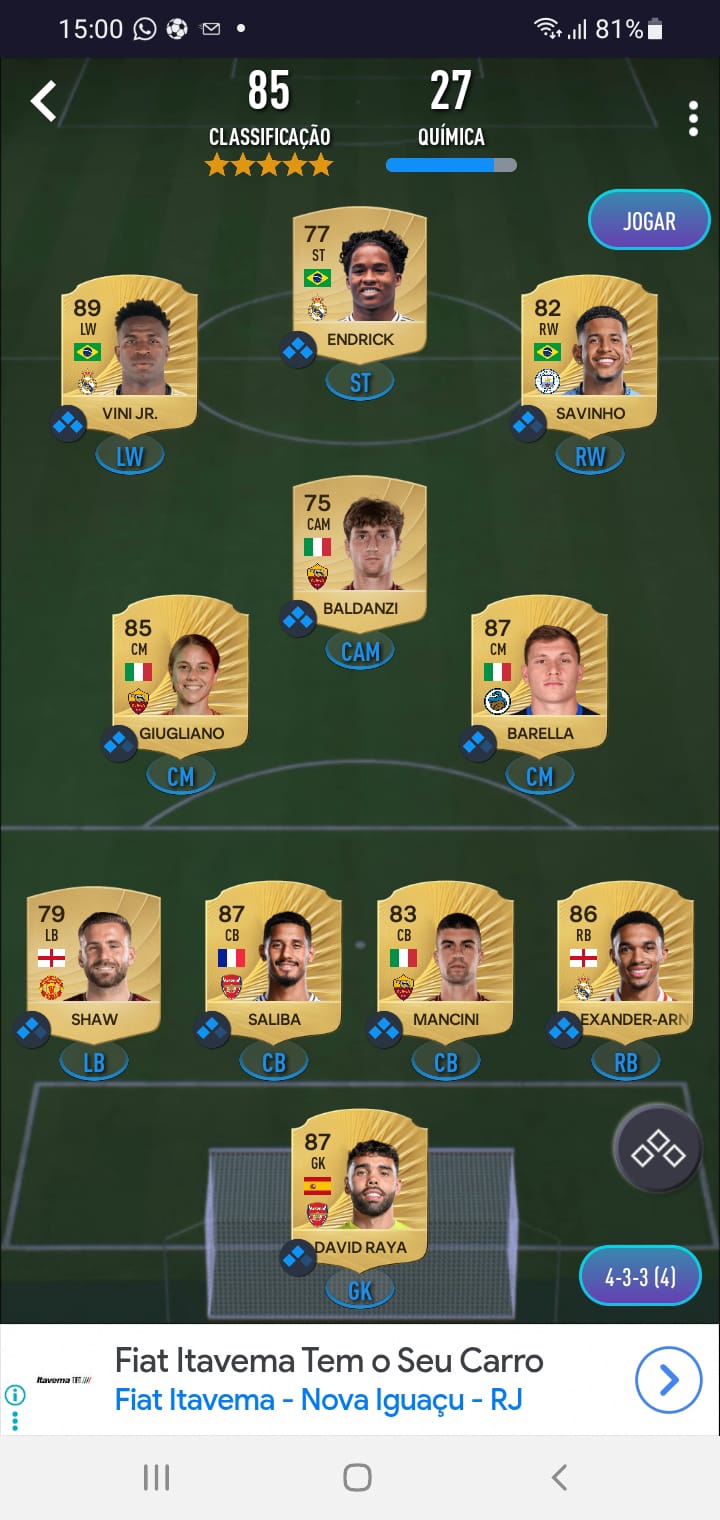 15:00
81%
85
27
CLASSIFICAÇÃO
QUÍMICA
JOGAR
77
ST
ENDRICK
ST
89
LW
VINI JR.
LW
82
RW
SAVINHO
RW
75
CAM
BALDANZI
CAM
85
CM
GIUGLIANO
CM
87
CM
BARELLA
CM
79
LB
SHAW
LB
87
CB
SALIBA
CB
83
CB
MANCINI
CB
86
RB
EXANDER-ARN
RB
87
GK
DAVID RAYA
GK
4-3-3 (4)
Itavema FIAT
Fiat Itavema Tem o Seu Carro
Fiat Itavema - Nova Iguaçu - RJ